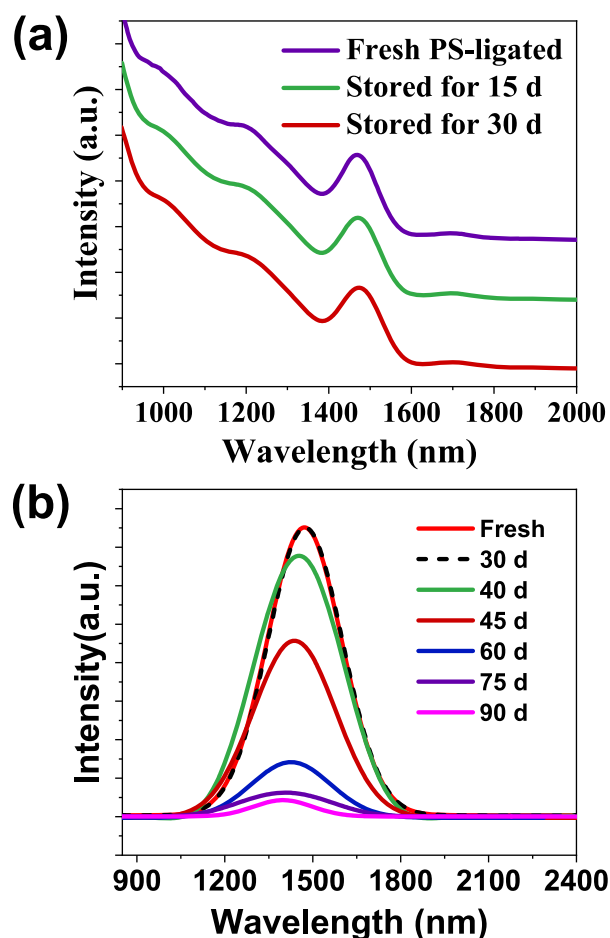 (a)
Fresh PS-ligated
Stored for 15 d
Stored for 30 d
Intensity (a.u.)
1000 1200 1400 1600 1800 2000
Wavelength (nm)
(b)
Fresh
30 d
40 d
45 d
60 d
75 d
90 d
Intensity(a.u.)
900 1200 1500 1800 2100 2400
Wavelength (nm)